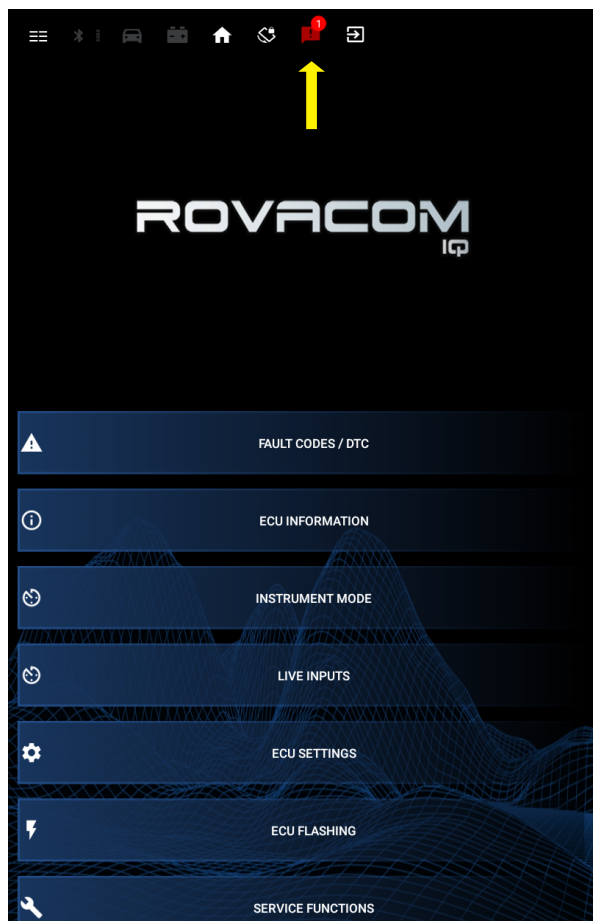 1
ROVACOM
IQ
FAULT CODES / DTC
ECU INFORMATION
INSTRUMENT MODE
LIVE INPUTS
ECU SETTINGS
ECU FLASHING
SERVICE FUNCTIONS